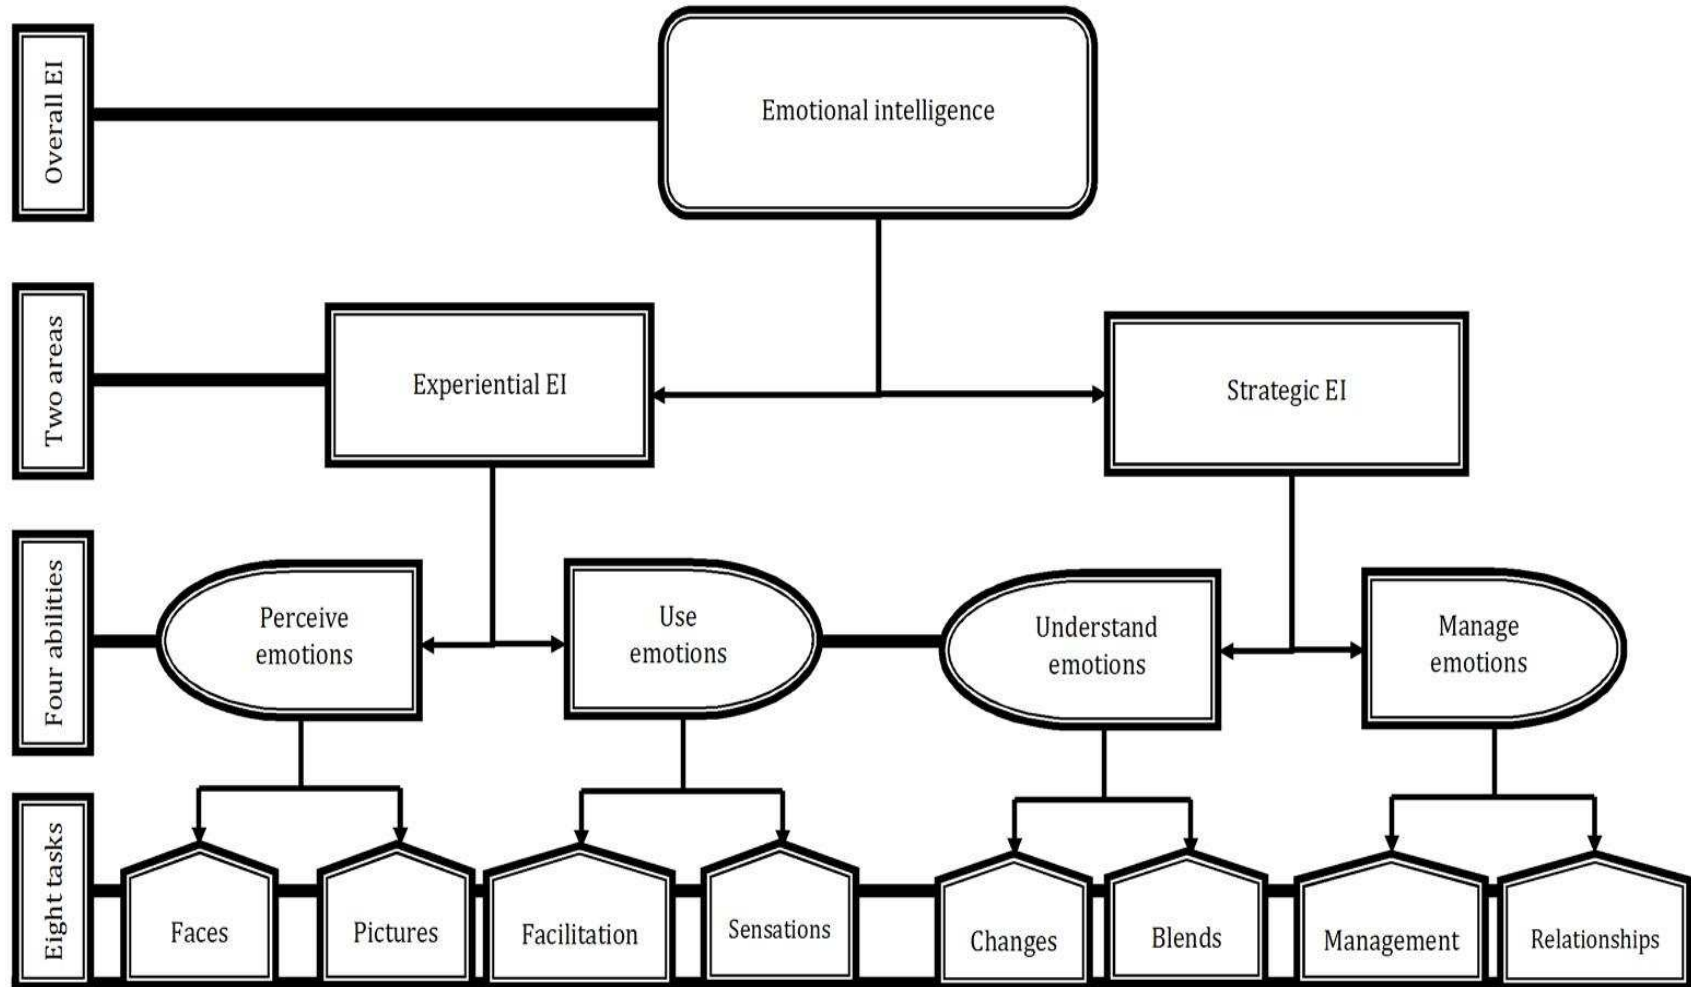 Overall EI
Emotional intelligence
Two areas
Experiential EI
Strategic EI
Four abilities
Perceive
emotions
Use
emotions
Understand
emotions
Manage
emotions
Eight tasks
Faces
Pictures
Facilitation
Sensations
Changes
Blends
Management
Relationships